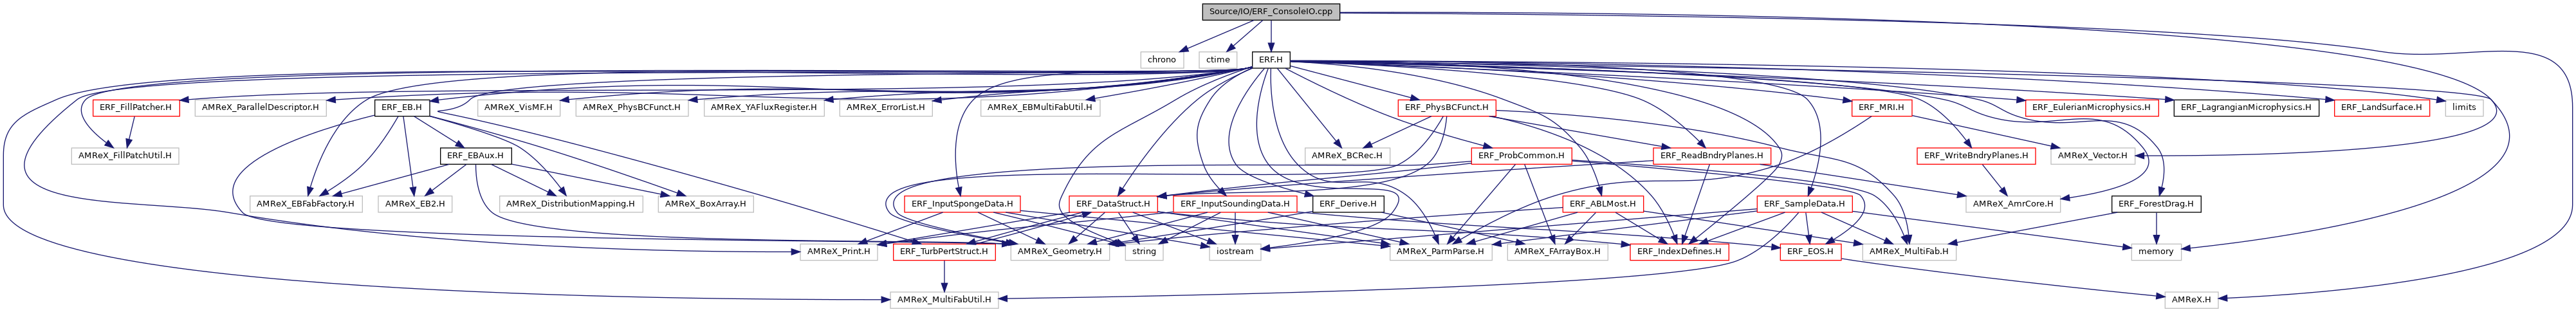 Source/IO/ERF_ConsoleIO.cpp
chrono
ctime
ERF.H
ERF_FillPatcher.H
AMReX_ParallelDescriptor.H
ERF_EB.H
AMReX_VisMF.H
AMReX_PhysBCFunct.H
AMReX_YAFluxRegister.H
AMReX_ErrorList.H
AMReX_EBMultiFabUtil.H
ERF_PhysBCFunct.H
ERF_MRI.H
ERF_EulerianMicrophysics.H
ERF_LagrangianMicrophysics.H
ERF_LandSurface.H
limits
AMReX_FillPatchUtil.H
ERF_EBAux.H
AMReX_BCRec.H
ERF_ProbCommon.H
ERF_ReadBndryPlanes.H
ERF_WriteBndryPlanes.H
AMReX_Vector.H
AMReX_EBFabFactory.H
AMReX_EB2.H
AMReX_DistributionMapping.H
AMReX_BoxArray.H
ERF_InputSpongeData.H
ERF_DataStruct.H
ERF_InputSoundingData.H
ERF_Derive.H
ERF_ABLMost.H
ERF_SampleData.H
AMReX_AmrCore.H
ERF_ForestDrag.H
AMReX_Print.H
ERF_TurbPertStruct.H
AMReX_Geometry.H
string
iostream
AMReX_ParmParse.H
AMReX_FArrayBox.H
ERF_IndexDefines.H
ERF_EOS.H
AMReX_MultiFab.H
memory
AMReX_MultiFabUtil.H
AMReX.H